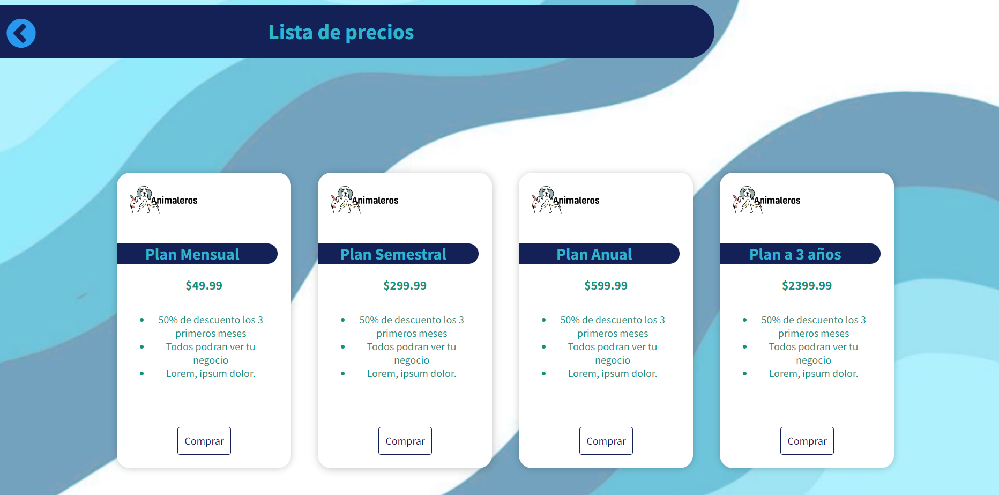 Lista de precios
Animaleros
Plan Mensual
$49.99
50% de descuento los 3
primeros meses
Todos podran ver tu
negocio
Lorem, ipsum dolor.
Comprar
Animaleros
Plan Semestral
$299.99
50% de descuento los 3
primeros meses
Todos podran ver tu
negocio
Lorem, ipsum dolor.
Comprar
Animaleros
Plan Anual
$599.99
50% de descuento los 3
primeros meses
Todos podran ver tu
negocio
Lorem, ipsum dolor.
Comprar
Animaleros
Plan a 3 años
$2399.99
50% de descuento los 3
primeros meses
Todos podran ver tu
negocio
Lorem, ipsum dolor.
Comprar